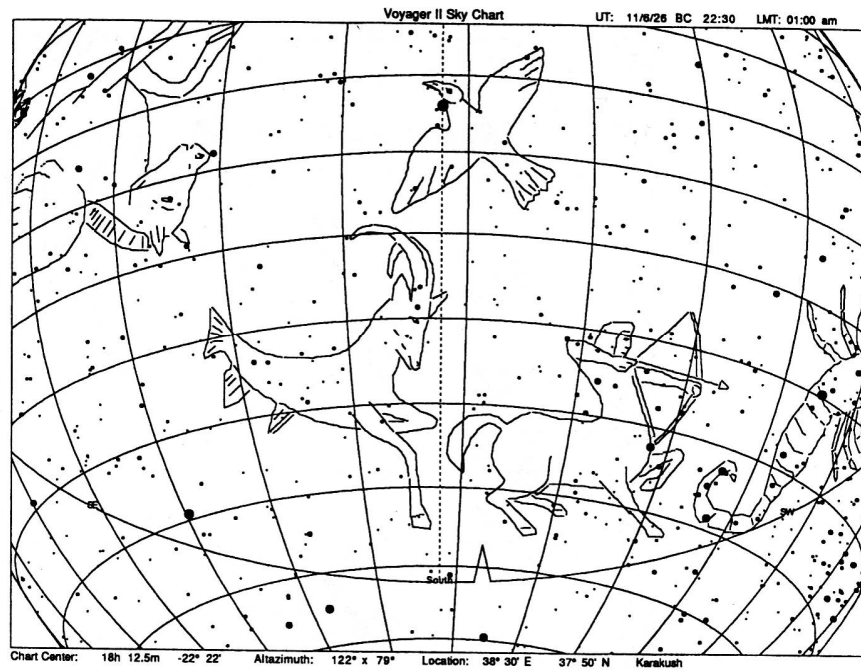 Voyager II Sky Chart
UT: 11/6/26 BC 22:30 LMT: 01:00 am
SE
SW
South
Chart Center: 18h 12.5m -22° 22' Altazimuth: 122° x 79° Location: 38° 30' E 37° 50' N Karakush